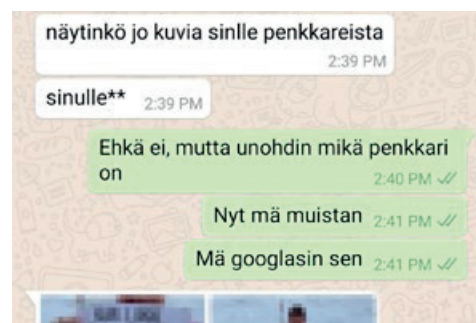 näytinkö jo kuvia sinlle penkkareista
2:39 PM
sinulle** 2:39 PM
Ehkä ei, mutta unohdin mikä penkkari
on 2:40 PM
Nyt mä muistan 2:41 PM
Mä googlasin sen 2:41 PM